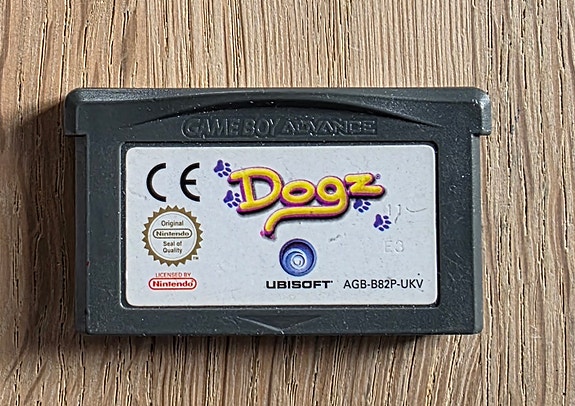 GAME BOY ADVANCE
CE
Dogz
Original
Nintendo
Seal of
Quality
LICENSED BY
Nintendo
UBISOFT
AGB-B82P-UKV